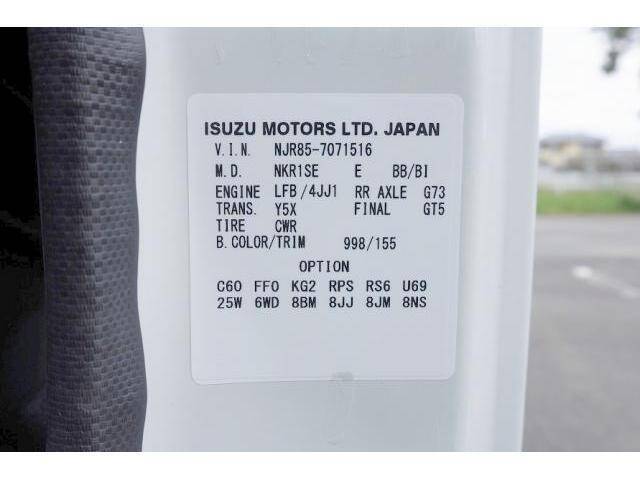 ISUZU MOTORS LTD. JAPAN
V.I.N. NJR85-7071516
M.D. NKR1SE E BB/BI
ENGINE LFB/4JJ1 RR AXLE G73
TRANS. Y5X FINAL GT5
TIRE CWR
B.COLOR/TRIM 998/155
OPTION
C60 FF0 KG2 RPS RS6 U69
25W 6WD 8BM 8JJ 8JM 8NS